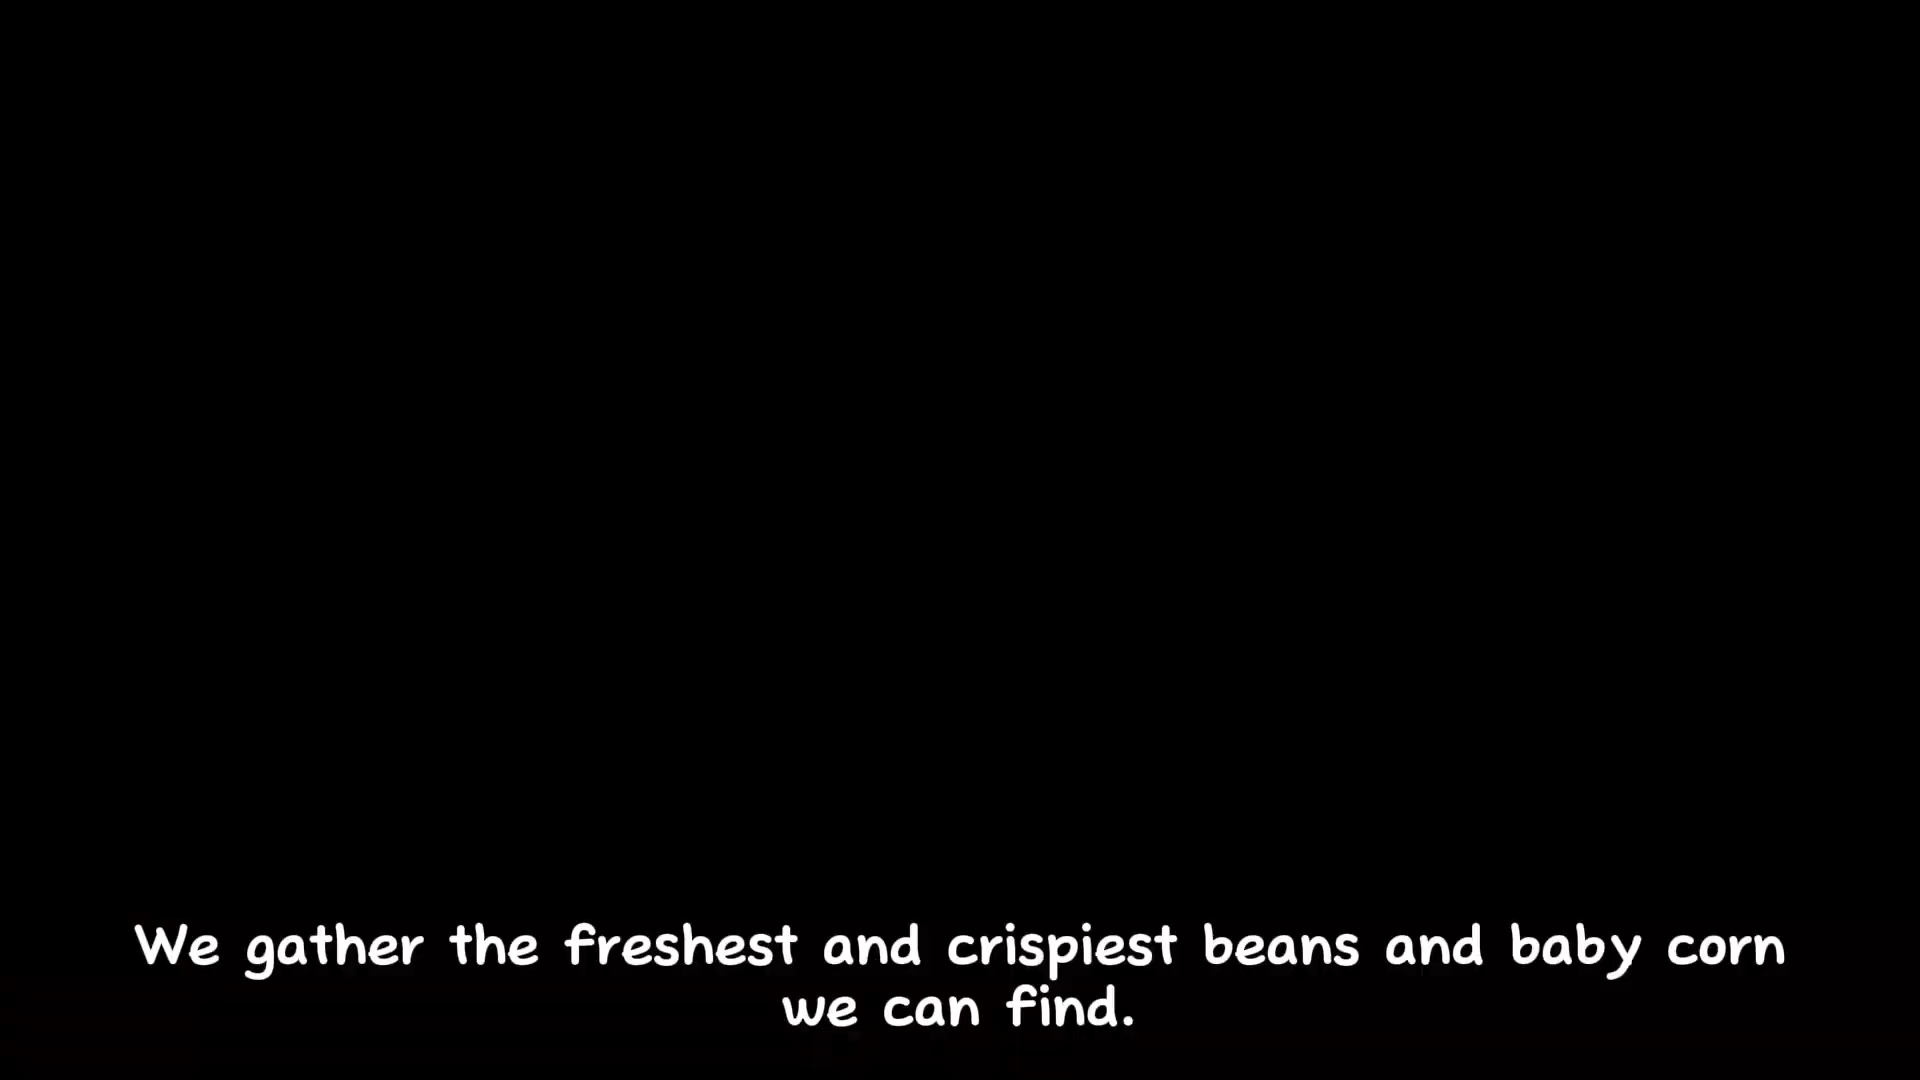 We gather the freshest and crispiest beans and baby corn
we can find.